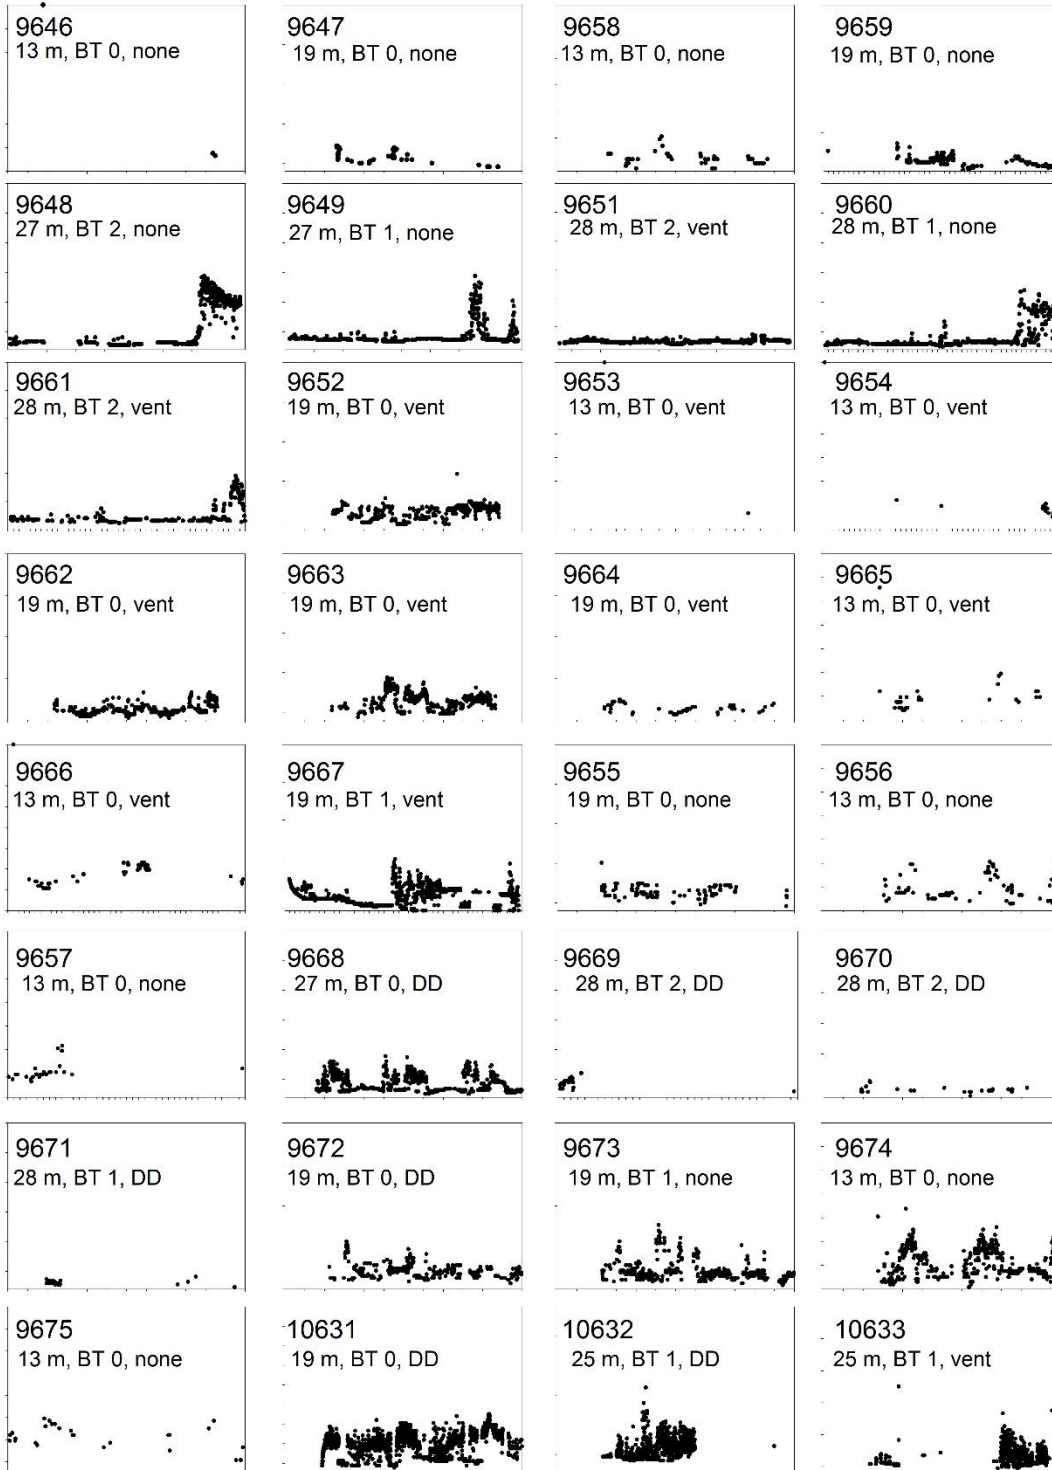 9646
13 m, BT 0, none
9647
19 m, BT 0, none
9658
13 m, BT 0, none
9659
19 m, BT 0, none
9648
27 m, BT 2, none
9649
27 m, BT 1, none
9651
28 m, BT 2, vent
9660
28 m, BT 1, none
9661
28 m, BT 2, vent
9652
19 m, BT 0, vent
9653
13 m, BT 0, vent
9654
13 m, BT 0, vent
9662
19 m, BT 0, vent
9663
19 m, BT 0, vent
9664
19 m, BT 0, vent
9665
13 m, BT 0, vent
9666
13 m, BT 0, vent
9667
19 m, BT 1, vent
9655
19 m, BT 0, none
9656
13 m, BT 0, none
9657
13 m, BT 0, none
9668
27 m, BT 0, DD
9669
28 m, BT 2, DD
9670
28 m, BT 2, DD
9671
28 m, BT 1, DD
9672
19 m, BT 0, DD
9673
19 m, BT 1, none
9674
13 m, BT 0, none
9675
13 m, BT 0, none
10631
19 m, BT 0, DD
10632
25 m, BT 1, DD
10633
25 m, BT 1, vent